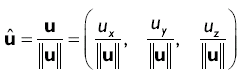 û = u / ‖u‖ = ( u_x / ‖u‖, u_y / ‖u‖, u_z / ‖u‖ )